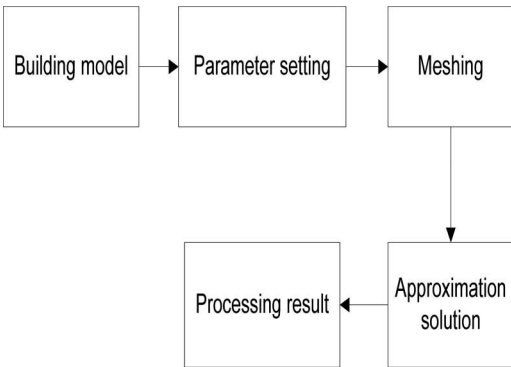 Building model
Parameter setting
Meshing
Approximation
solution
Processing result